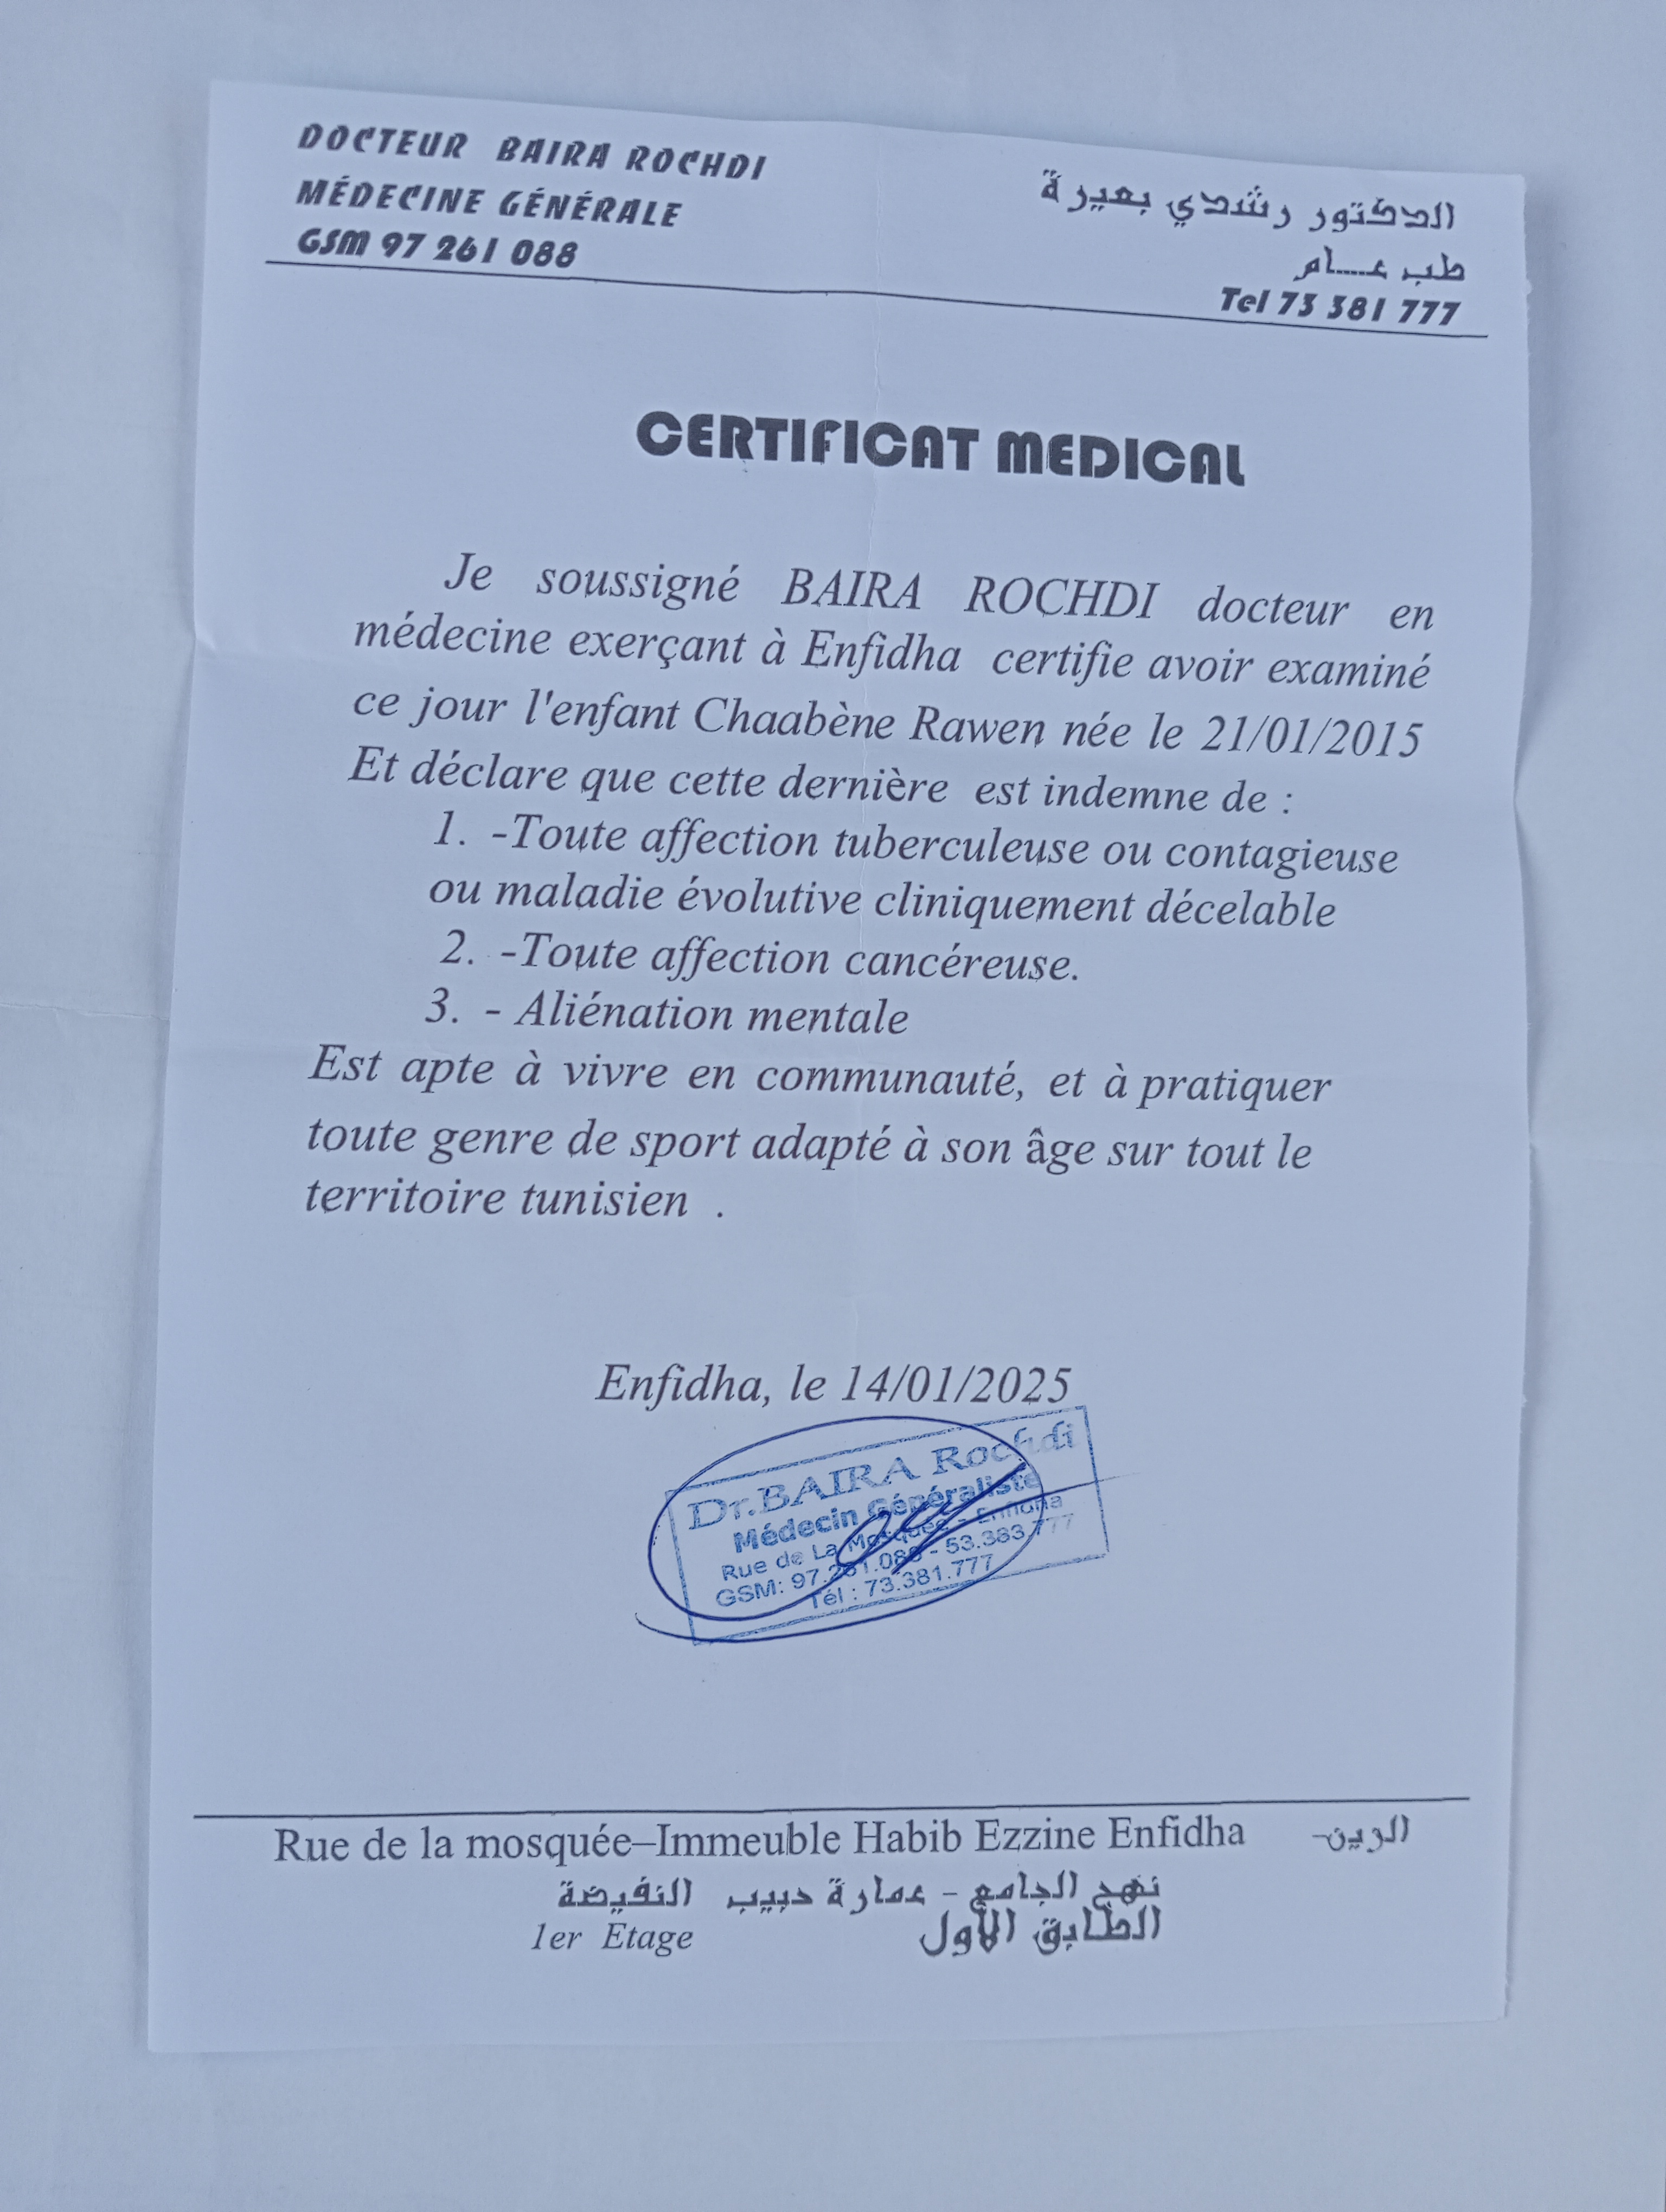 DOCTEUR BAIRA ROCHDI
MÉDECINE GÉNÉRALE
GSM 97 261 088
الدكتور رشدي بعيرة
طب عـــام
Tel 73 381 777
CERTIFICAT MEDICAL
Je soussigné BAIRA ROCHDI docteur en
médecine exerçant à Enfidha certifie avoir examiné
ce jour l'enfant Chaabène Rawen née le 21/01/2015
Et déclare que cette dernière est indemne de :
1. -Toute affection tuberculeuse ou contagieuse
ou maladie évolutive cliniquement décelable
2. -Toute affection cancéreuse.
3. - Aliénation mentale
Est apte à vivre en communauté, et à pratiquer
toute genre de sport adapté à son âge sur tout le
territoire tunisien .
Enfidha, le 14/01/2025
Dr.BAIRA Rochdi
Médecin Généraliste
Rue de La Mosquée - Enfidha
GSM: 97.261.088 - 53.383.777
Tél : 73.381.777
Rue de la mosquée–Immeuble Habib Ezzine Enfidha
الزين-
نهج الجامع - عمارة حبيب النفيضة
1er Etage الطابق الأول